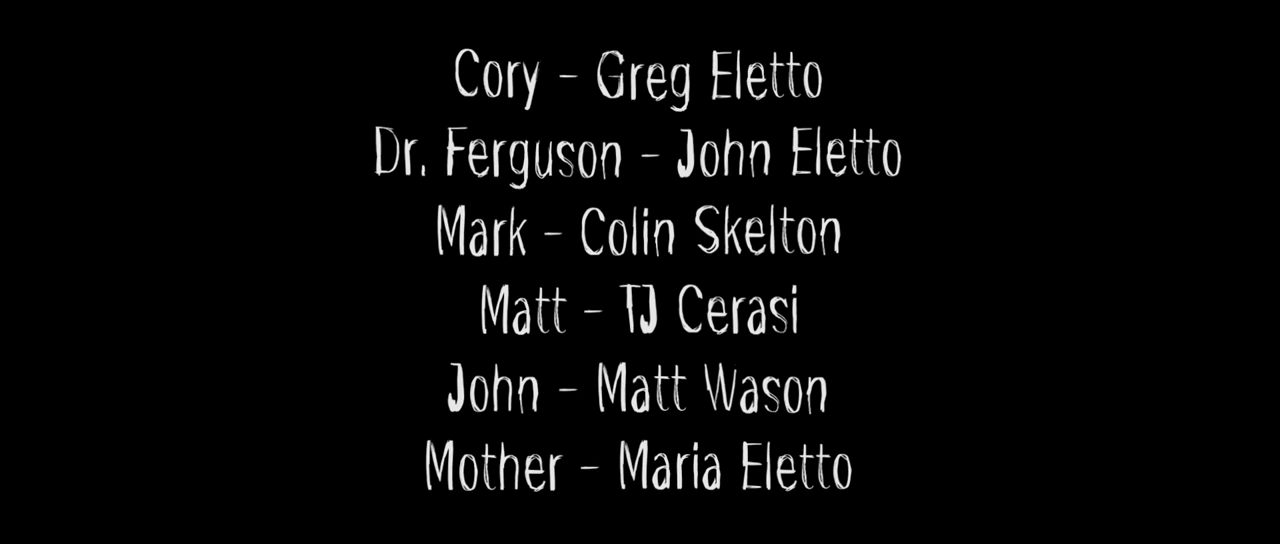 Cory - Greg Eletto
Dr. Ferguson - John Eletto
Mark - Colin Skelton
Matt - TJ Cerasi
John - Matt Wason
Mother - Maria Eletto